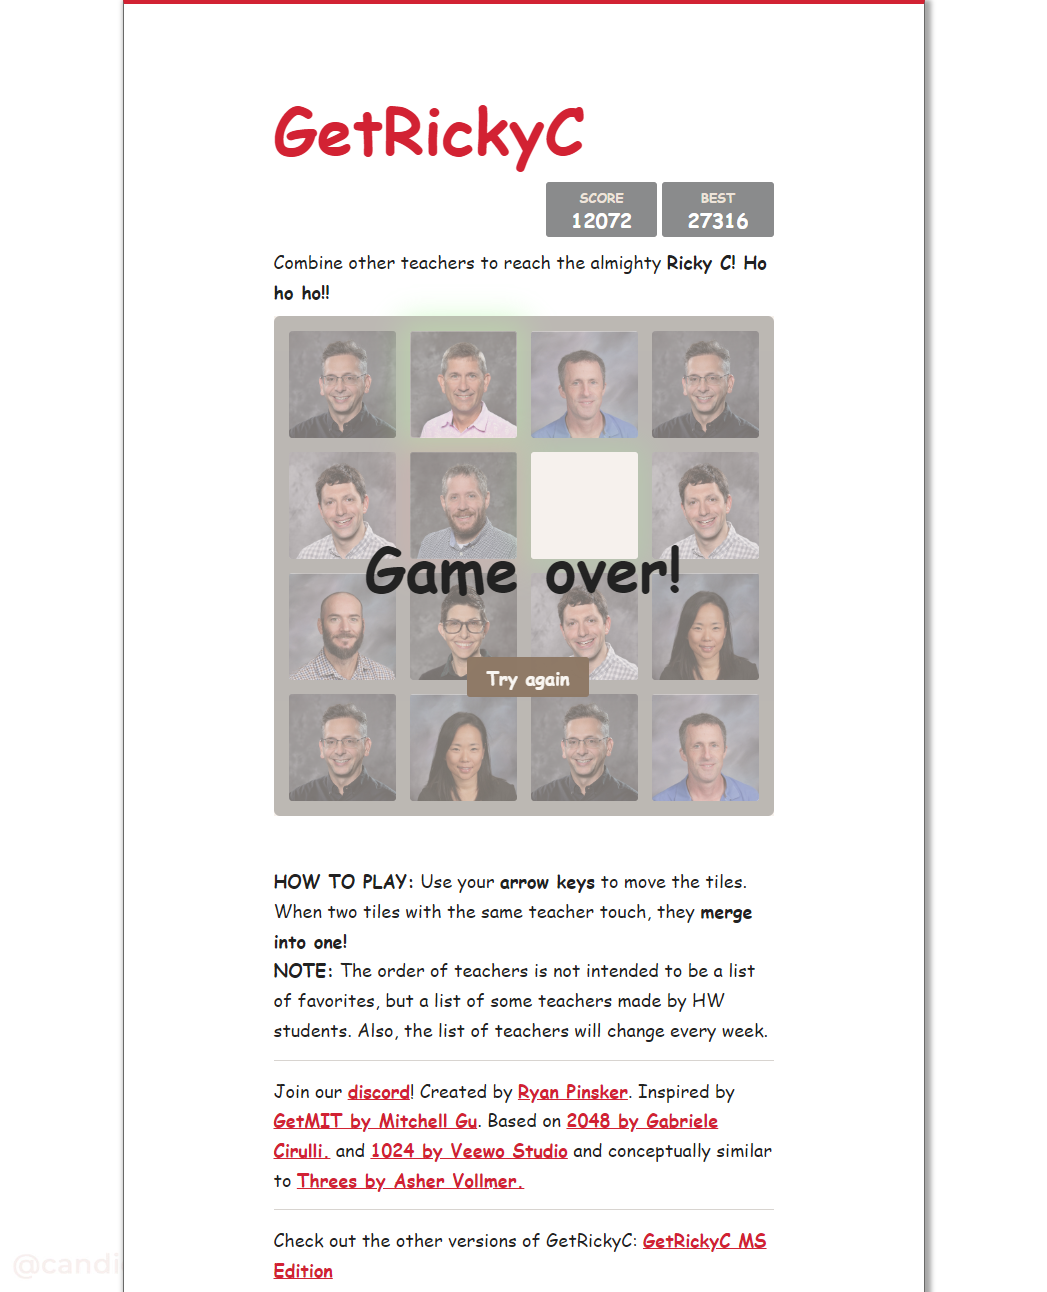 GetRickyC
SCORE
12072
BEST
27316
Combine other teachers to reach the almighty Ricky C! Ho
ho ho!!
Game over!
Try again
HOW TO PLAY: Use your arrow keys to move the tiles.
When two tiles with the same teacher touch, they merge
into one!
NOTE: The order of teachers is not intended to be a list
of favorites, but a list of some teachers made by HW
students. Also, the list of teachers will change every week.
Join our discord! Created by Ryan Pinsker. Inspired by
GetMIT by Mitchell Gu. Based on 2048 by Gabriele
Cirulli. and 1024 by Veewo Studio and conceptually similar
to Threes by Asher Vollmer.
Check out the other versions of GetRickyC: GetRickyC MS
Edition